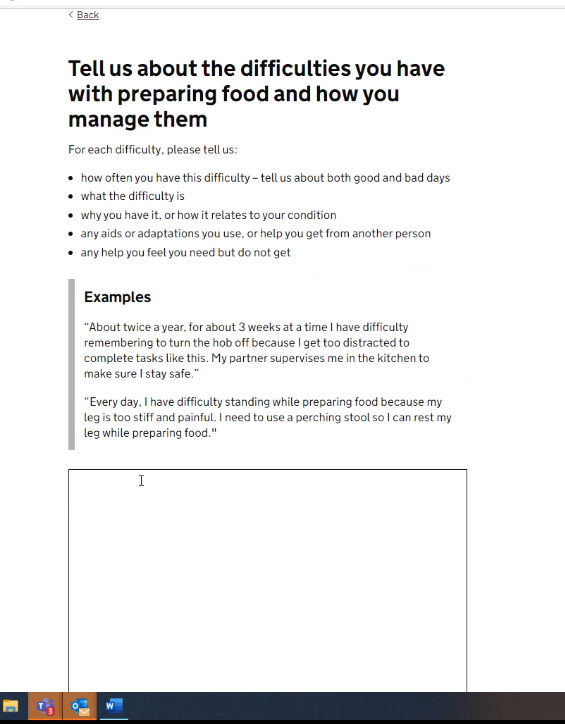 < Back
Tell us about the difficulties you have
with preparing food and how you
manage them
For each difficulty, please tell us:
• how often you have this difficulty – tell us about both good and bad days
• what the difficulty is
• why you have it, or how it relates to your condition
• any aids or adaptations you use, or help you get from another person
• any help you feel you need but do not get
Examples
“About twice a year, for about 3 weeks at a time I have difficulty
remembering to turn the hob off because I get too distracted to
complete tasks like this. My partner supervises me in the kitchen to
make sure I stay safe.”
“Every day, I have difficulty standing while preparing food because my
leg is too stiff and painful. I need to use a perching stool so I can rest my
leg while preparing food."